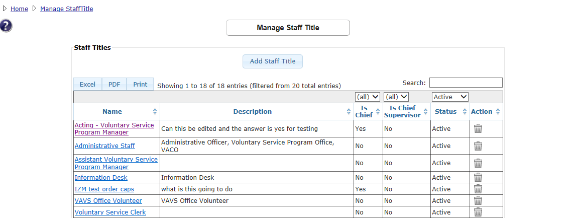 Home Manage StaffTitle
?
Manage Staff Title
Staff Titles
Add Staff Title
Excel PDF Print Showing 1 to 18 of 18 entries (filtered from 20 total entries) Search:
(all) (all) Active
Name Description Is Chief Is Chief Supervisor Status Action
Acting - Voluntary Service Program Manager Can this be edited and the answer is yes for testing Yes No Active
Administrative Staff Administrative Officer, Voluntary Service Program Office, VACO No No Active
Assistant Voluntary Service Program Manager No No Active
Information Desk Information Desk No No Active
IZM test order caps what is this going to do Yes No Active
VAVS Office Volunteer VAVS Office Volunteer No No Active
Voluntary Service Clerk No No Active